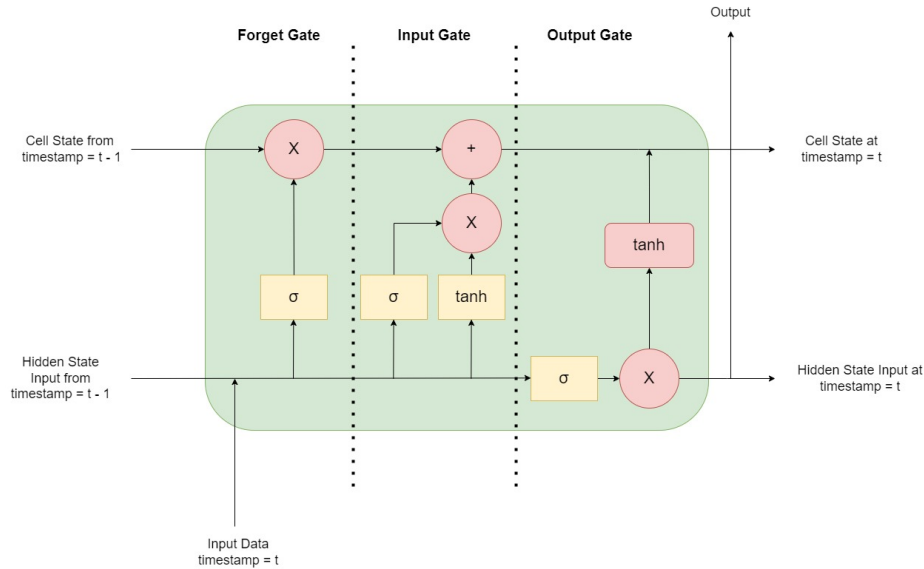 Output
Forget Gate
Input Gate
Output Gate
Cell State from
timestamp = t - 1
X
+
Cell State at
timestamp = t
X
tanh
σ
σ
tanh
Hidden State
Input from
timestamp = t - 1
σ
X
Hidden State Input at
timestamp = t
Input Data
timestamp = t